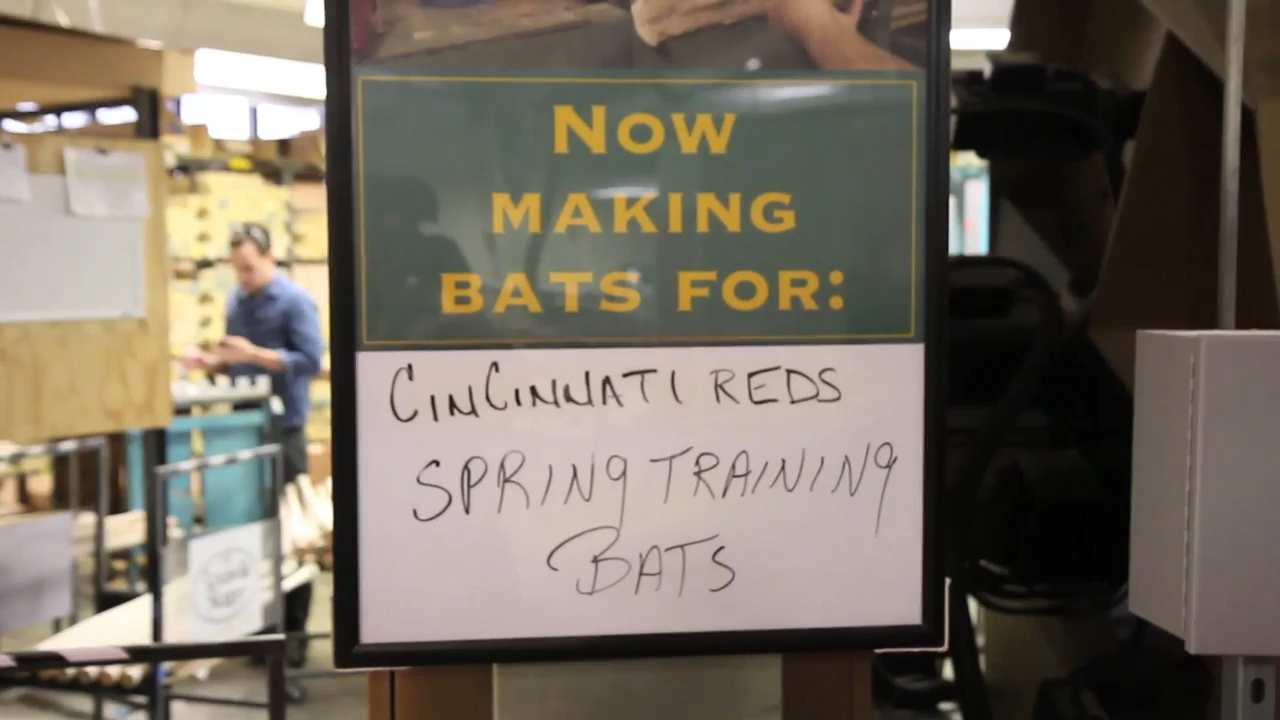 NOW
MAKING
BATS FOR:
CINCINNATI REDS
SPRING TRAINING
BATS